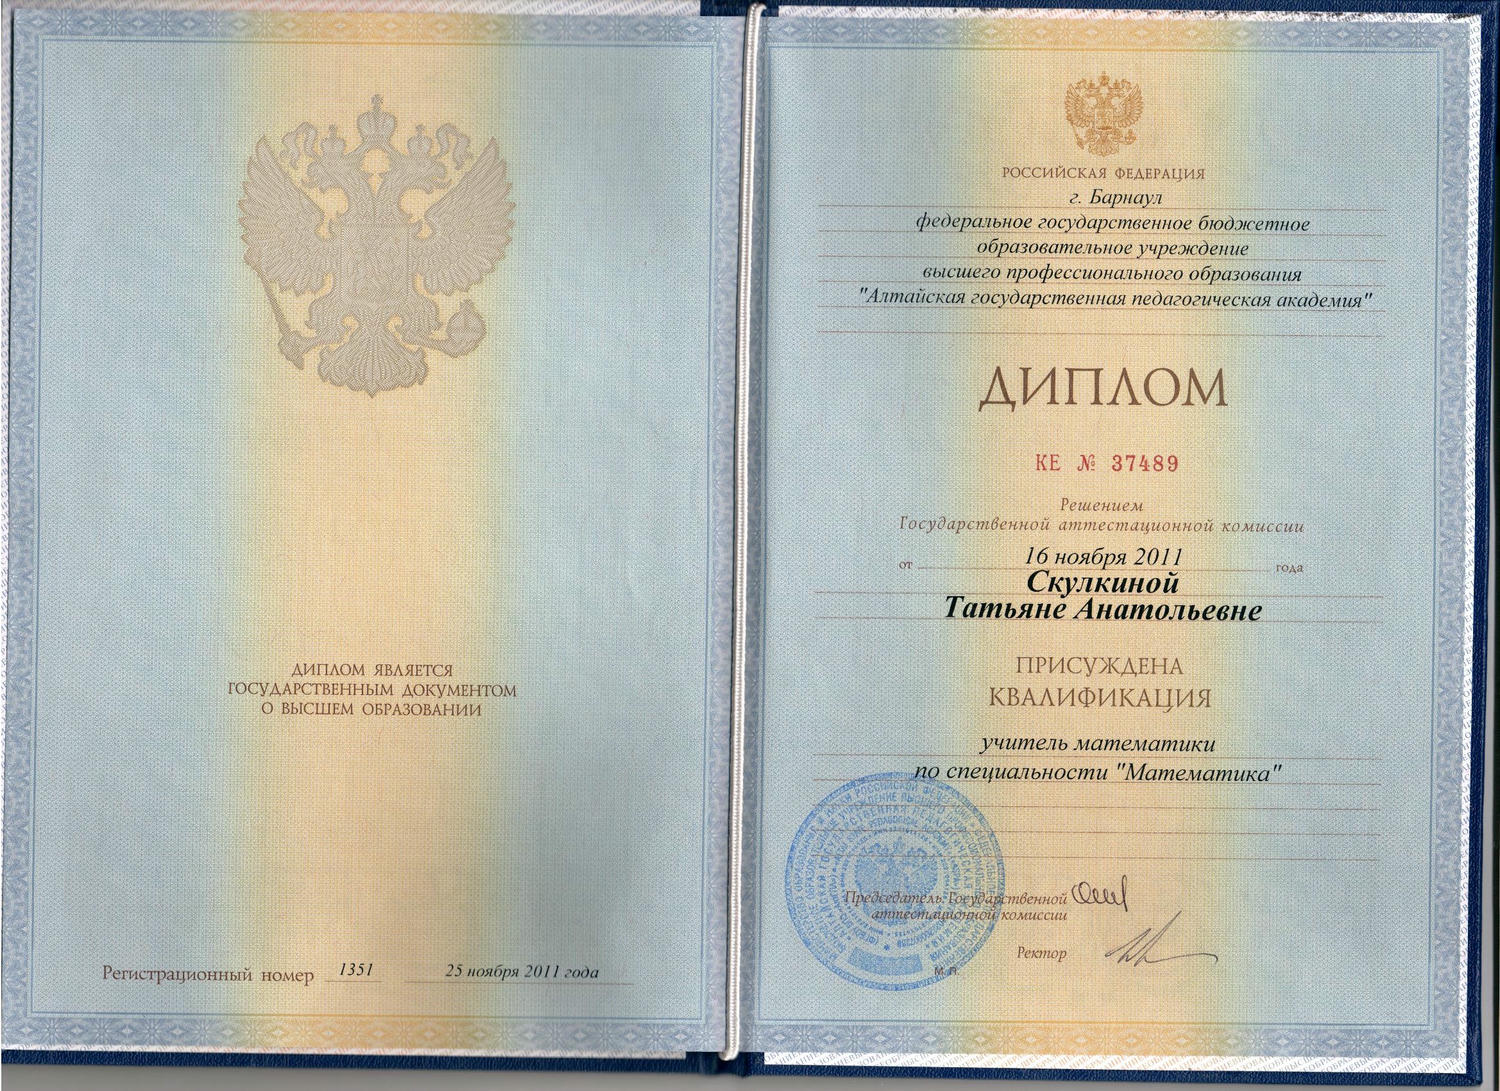 ДИПЛОМ ЯВЛЯЕТСЯ
ГОСУДАРСТВЕННЫМ ДОКУМЕНТОМ
О ВЫСШЕМ ОБРАЗОВАНИИ
Регистрационный номер 1351 25 ноября 2011 года
РОССИЙСКАЯ ФЕДЕРАЦИЯ
г. Барнаул
федеральное государственное бюджетное
образовательное учреждение
высшего профессионального образования
"Алтайская государственная педагогическая академия"
ДИПЛОМ
КЕ № 37489
Решением
Государственной аттестационной комиссии
от 16 ноября 2011 года
Скулкиной
Татьяне Анатольевне
ПРИСУЖДЕНА
КВАЛИФИКАЦИЯ
учитель математики
по специальности "Математика"
Председатель Государственной
аттестационной комиссии
Ректор
М.П.